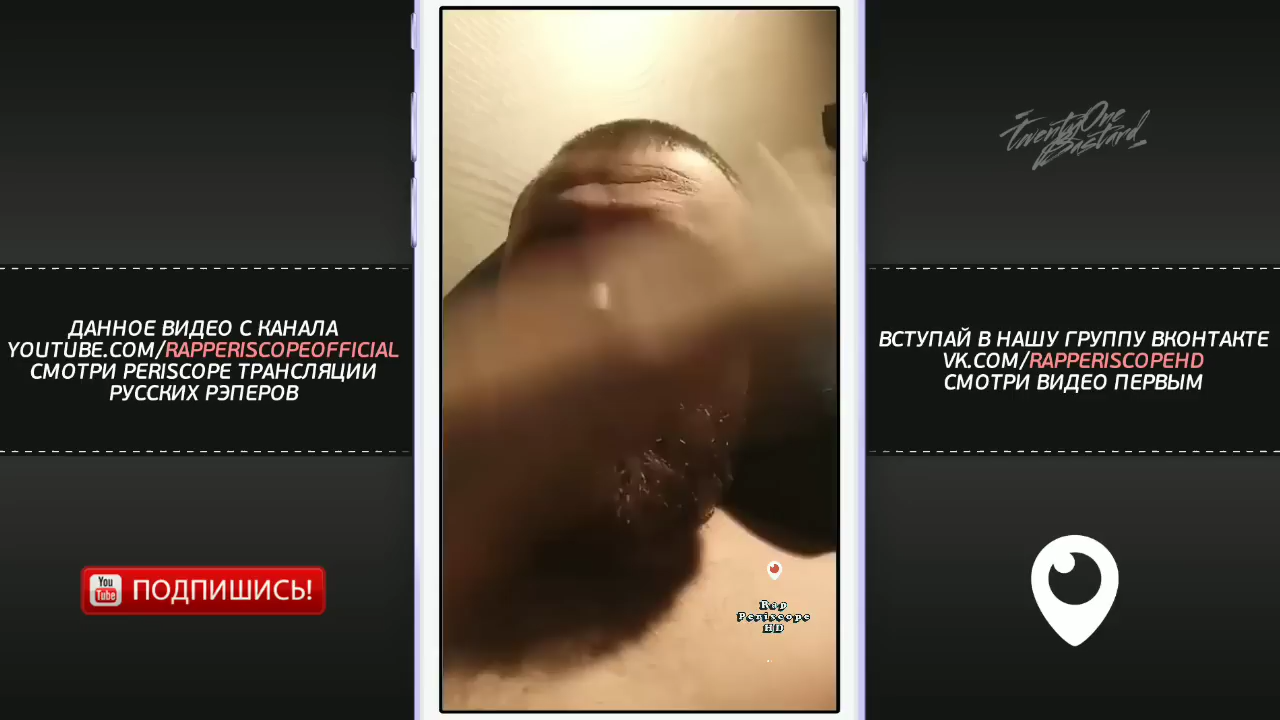 ДАННОЕ ВИДЕО С КАНАЛА
YOUTUBE.COM/RAPPERISCOPEOFFICIAL
СМОТРИ PERISCOPE ТРАНСЛЯЦИИ
РУССКИХ РЭПЕРОВ
You
Tube
ПОДПИШИСЬ!
Rap
Periscope
HD
TwentyOne
Bastard
ВСТУПАЙ В НАШУ ГРУППУ ВКОНТАКТЕ
VK.COM/RAPPERISCOPEHD
СМОТРИ ВИДЕО ПЕРВЫМ